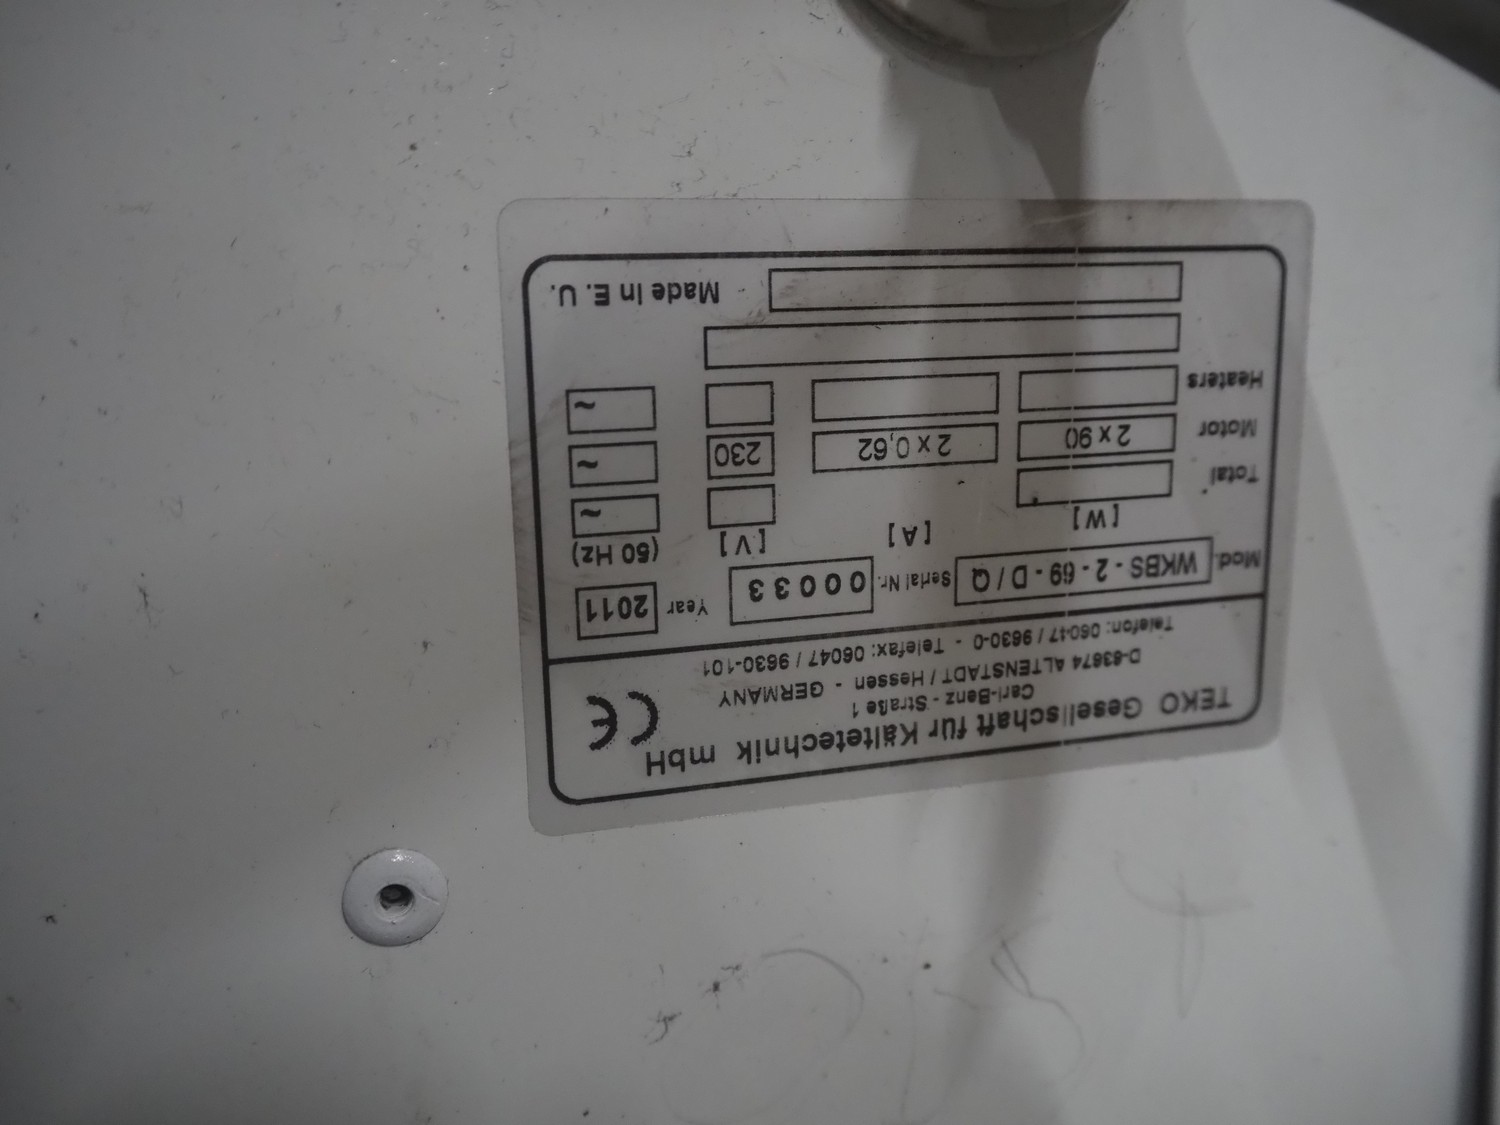 TEKO Gesellschaft für Kältetechnik mbH
Carl-Benz - Straße 1
D-63674 ALTENSTADT / Hessen - GERMANY
Telefon: 06047 / 9630-0 - Telefax: 06047 / 9630-101
CE
Mod. WKBS - 2 - 69 - D / Q Serial Nr. 00033 Year 2011
[W] [A] [V] (50 Hz)
Total ~
Motor 2 x 90 2 x 0,62 230 ~
Heaters ~
Made In E. U.